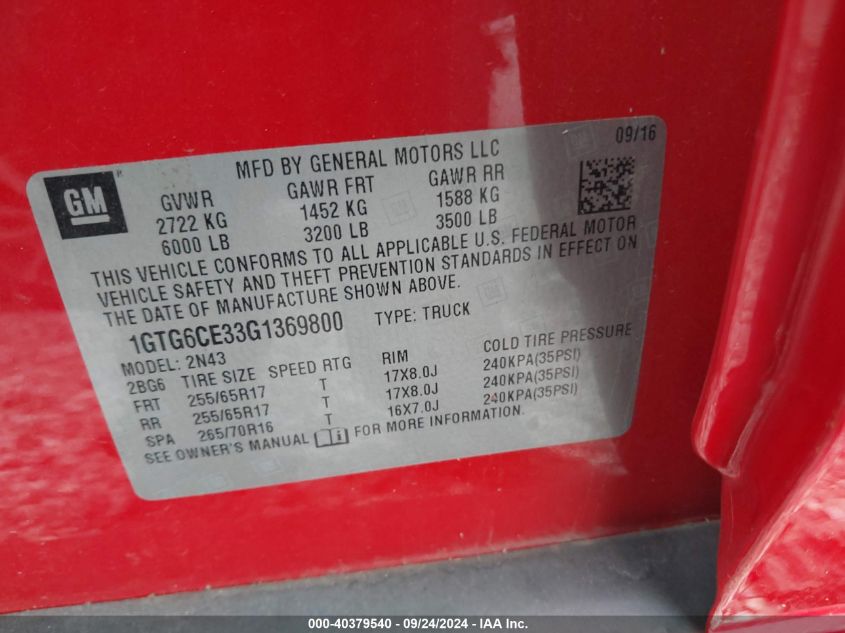 09/16
MFD BY GENERAL MOTORS LLC
GM
GVWR GAWR FRT GAWR RR
2722 KG 1452 KG 1588 KG
6000 LB 3200 LB 3500 LB
THIS VEHICLE CONFORMS TO ALL APPLICABLE U.S. FEDERAL MOTOR
VEHICLE SAFETY AND THEFT PREVENTION STANDARDS IN EFFECT ON
THE DATE OF MANUFACTURE SHOWN ABOVE.
1GTG6CE33G1369800 TYPE: TRUCK
MODEL: 2N43
2BG6 TIRE SIZE SPEED RTG RIM COLD TIRE PRESSURE
FRT 255/65R17 T 17X8.0J 240KPA(35PSI)
RR 255/65R17 T 17X8.0J 240KPA(35PSI)
SPA 265/70R16 T 16X7.0J 240KPA(35PSI)
SEE OWNER'S MANUAL FOR MORE INFORMATION.
000-40379540 - 09/24/2024 - IAA Inc.